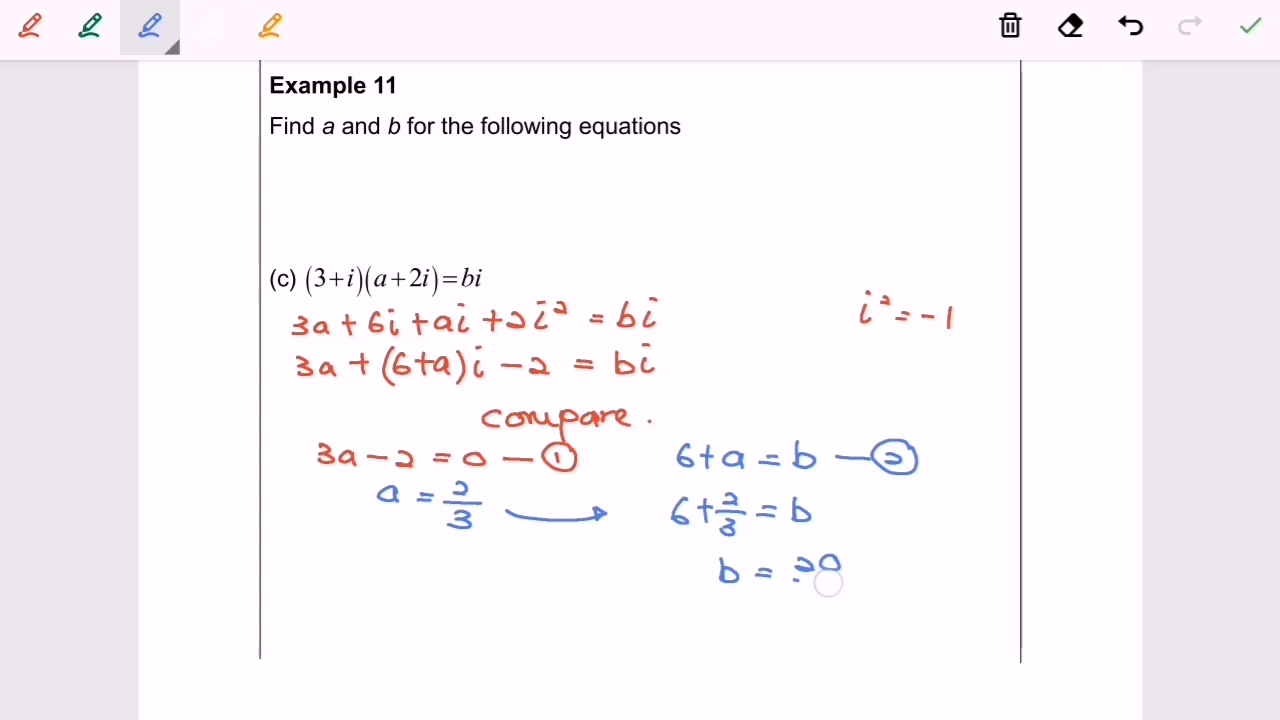 Example 11
Find a and b for the following equations
(c) (3+i)(a+2i)=bi
3a + 6i + ai + 2i² = bi
i² = -1
3a + (6+a)i - 2 = bi
compare.
3a - 2 = 0 — ①
6 + a = b — ②
a = 2/3
6 + 2/3 = b
b = 20